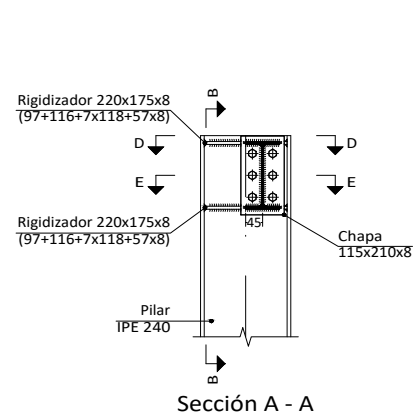 B
Rigidizador 220x175x8
(97+116+7x118+57x8)
D
D
E
E
Rigidizador 220x175x8
(97+116+7x118+57x8)
45
Chapa
115x210x8
Pilar
IPE 240
B
Sección A - A